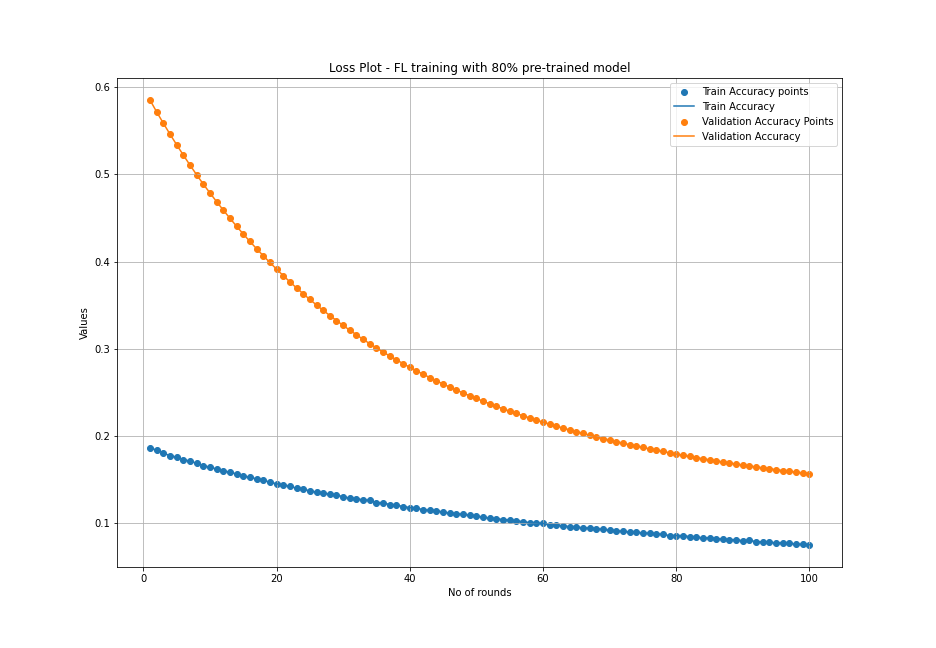 Loss Plot - FL training with 80% pre-trained model
Train Accuracy points
Train Accuracy
Validation Accuracy Points
Validation Accuracy
0.6
0.5
0.4
0.3
0.2
0.1
Values
0 20 40 60 80 100
No of rounds